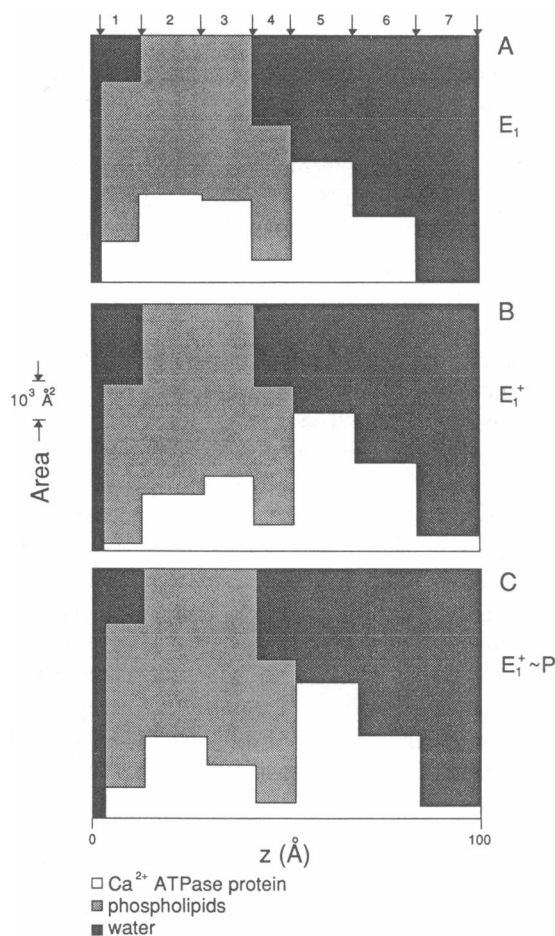 1 2 3 4 5 6 7
A
E₁
B
10³ Å²
Area
E₁⁺
C
E₁⁺~P
0 100
z (Å)
Ca²⁺ ATPase protein
phospholipids
water